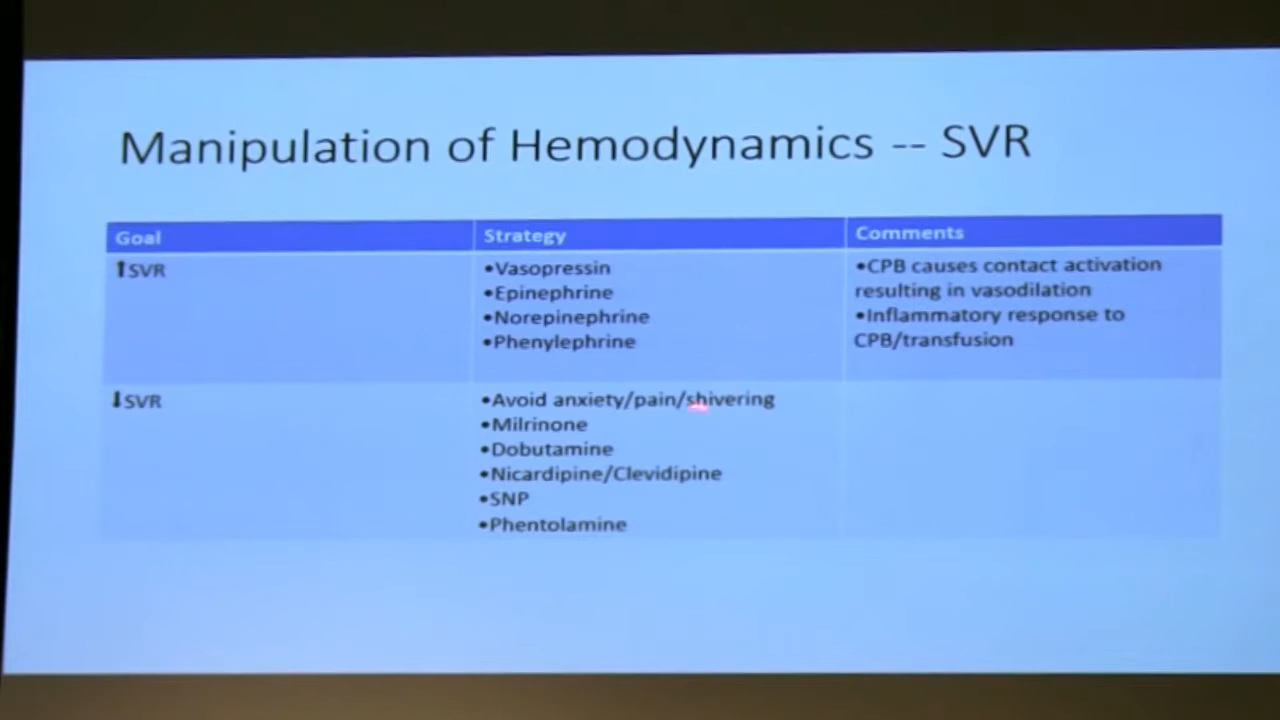 Manipulation of Hemodynamics -- SVR
Goal
Strategy
Comments
⬆SVR
•Vasopressin
•Epinephrine
•Norepinephrine
•Phenylephrine
•CPB causes contact activation
resulting in vasodilation
•Inflammatory response to
CPB/transfusion
⬇SVR
•Avoid anxiety/pain/shivering
•Milrinone
•Dobutamine
•Nicardipine/Clevidipine
•SNP
•Phentolamine